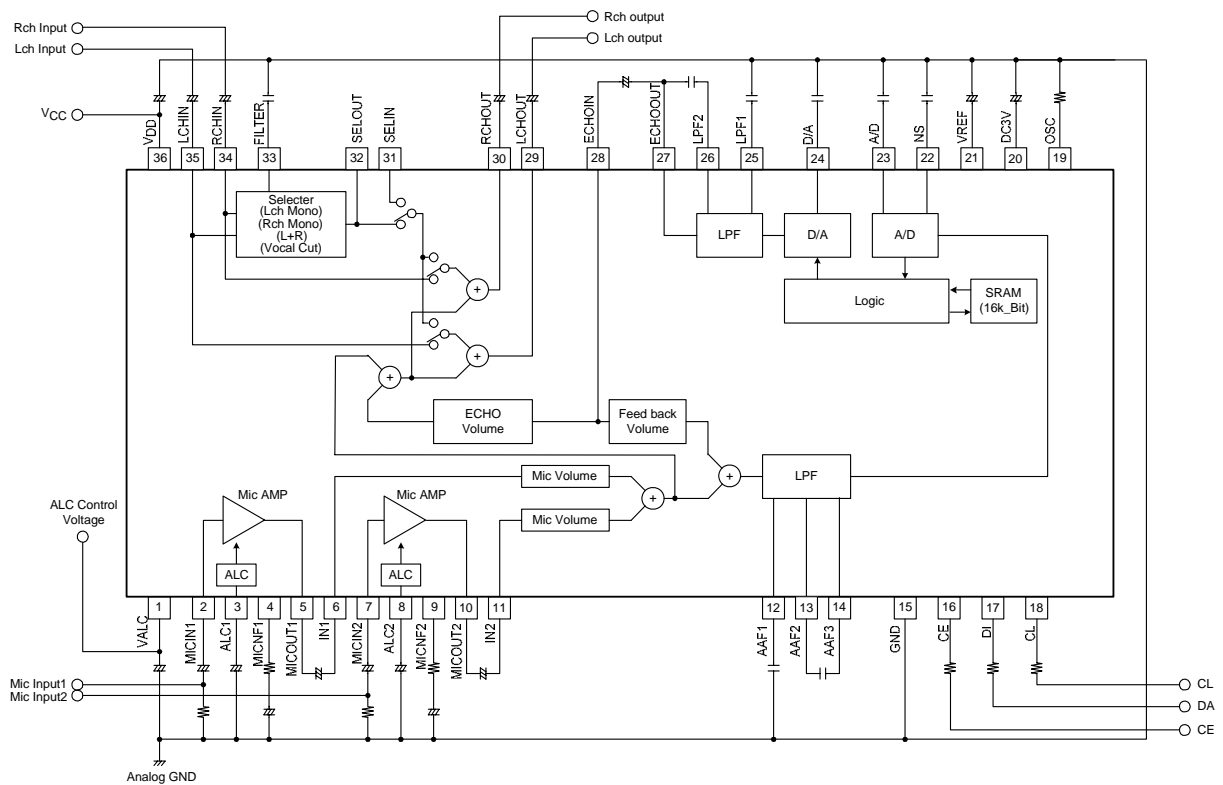 Rch Input
Lch Input
Rch output
Lch output
VCC
VDD
LCHIN
RCHIN
FILTER
SELOUT
SELIN
RCHOUT
LCHOUT
ECHOIN
ECHOOUT
LPF2
LPF1
D/A
A/D
NS
VREF
DC3V
OSC
36
35
34
33
32
31
30
29
28
27
26
25
24
23
22
21
20
19
Selecter
(Lch Mono)
(Rch Mono)
(L+R)
(Vocal Cut)
LPF
D/A
A/D
+
Logic
SRAM
(16k_Bit)
+
+
ECHO
Volume
Feed back
Volume
Mic Volume
+
LPF
+
Mic Volume
Mic AMP
Mic AMP
ALC Control
Voltage
ALC
ALC
1
2
3
4
5
6
7
8
9
10
11
12
13
14
15
16
17
18
VALC
MICIN1
ALC1
MICNF1
MICOUT1
IN1
MICIN2
ALC2
MICNF2
MICOUT2
IN2
AAF1
AAF2
AAF3
GND
CE
DI
CL
Mic Input1
Mic Input2
CL
DA
CE
Analog GND